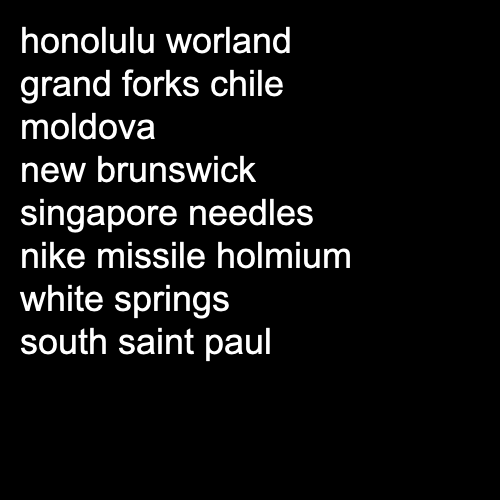 honolulu worland
grand forks chile
moldova
new brunswick
singapore needles
nike missile holmium
white springs
south saint paul